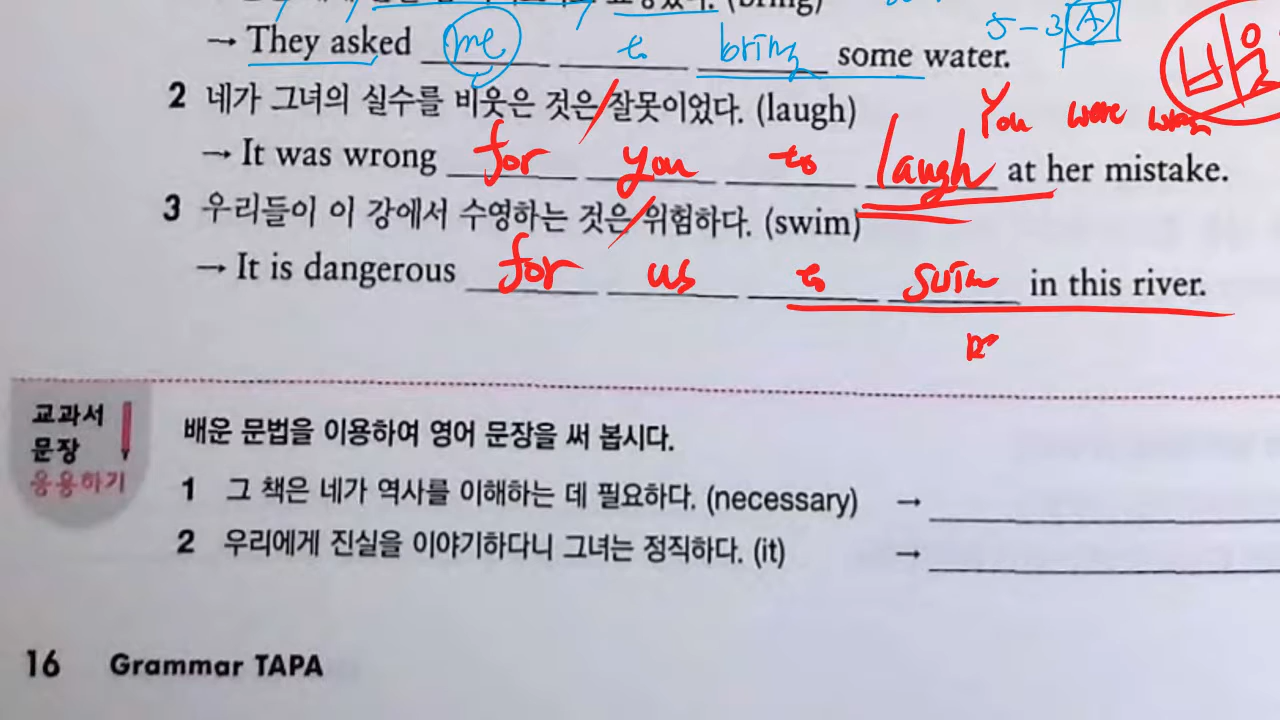 (bring)
5-3 A
→ They asked me to bring some water.
2 네가 그녀의 실수를 비웃은 것은 잘못이었다. (laugh)
You were
→ It was wrong for you to laugh at her mistake.
3 우리들이 이 강에서 수영하는 것은 위험하다. (swim)
→ It is dangerous for us to swim in this river.
교과서
문장
응용하기
배운 문법을 이용하여 영어 문장을 써 봅시다.
1 그 책은 네가 역사를 이해하는 데 필요하다. (necessary) →
2 우리에게 진실을 이야기하다니 그녀는 정직하다. (it) →
16 Grammar TAPA